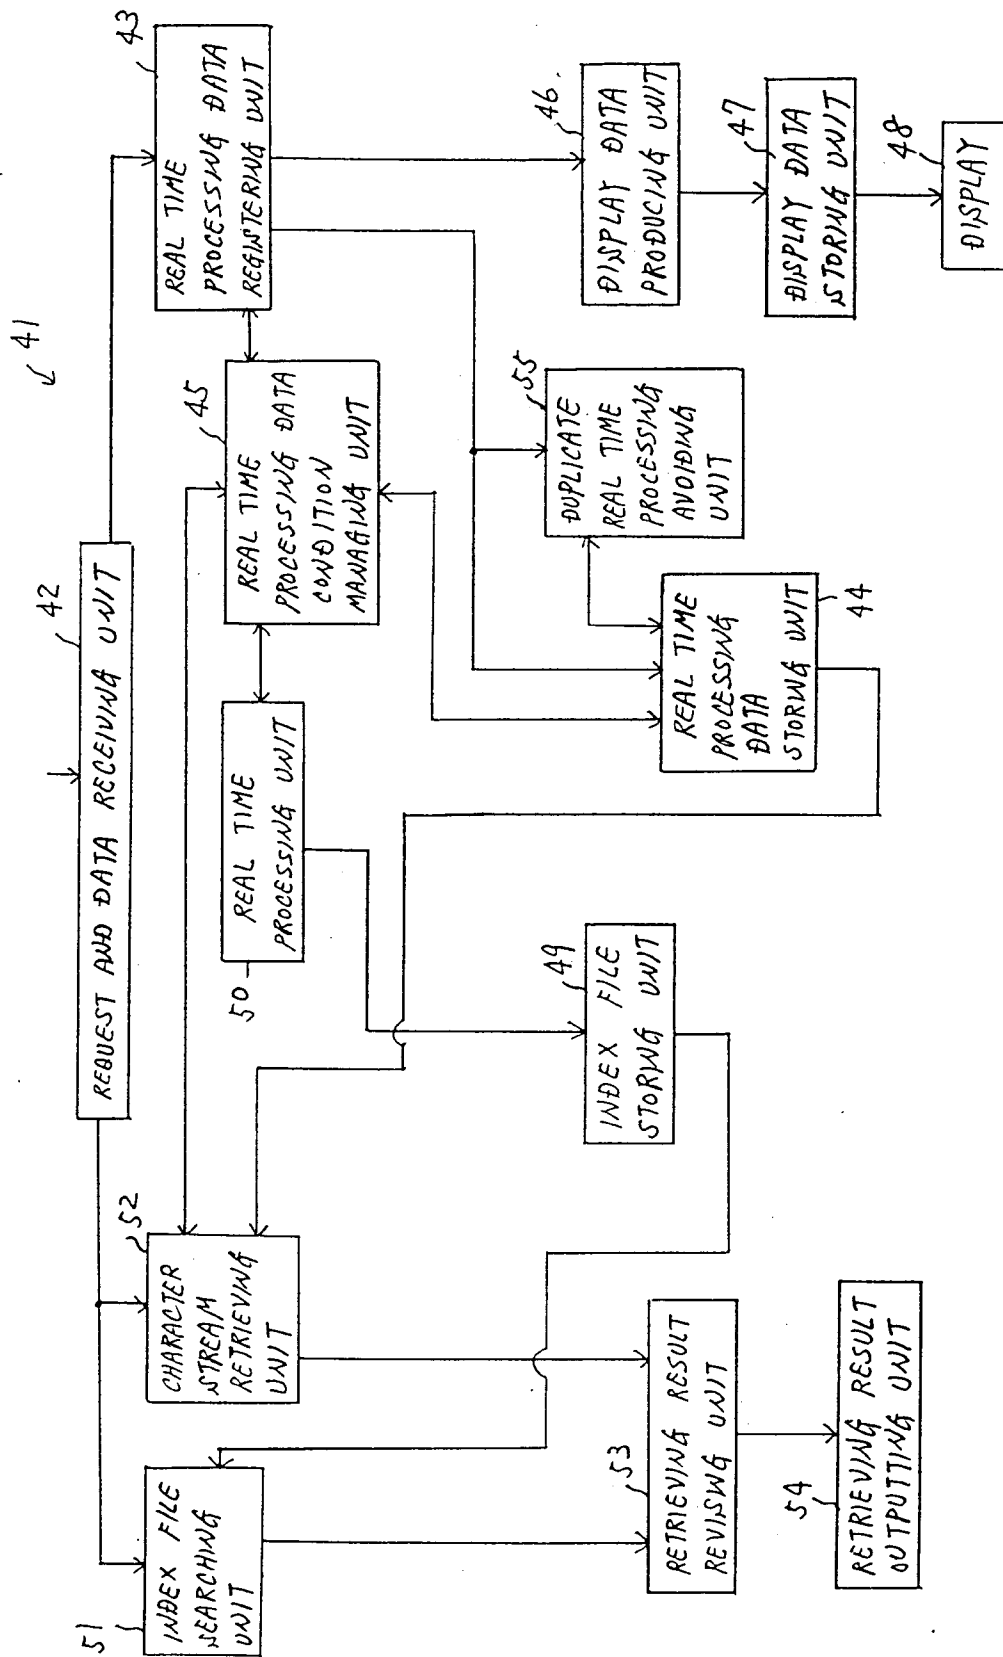 41
42
REQUEST AND DATA RECEIVING UNIT
51
INDEX FILE
SEARCHING
UNIT
52
CHARACTER
STREAM
RETRIEVING
UNIT
50
REAL TIME
PROCESSING UNIT
45
REAL TIME
PROCESSING DATA
CONDITION
MANAGING UNIT
43
REAL TIME
PROCESSING DATA
REGISTERING UNIT
49
INDEX FILE
STORING UNIT
55
DUPLICATE
REAL TIME
PROCESSING
AVOIDING
UNIT
46.
DISPLAY DATA
PRODUCING UNIT
53
RETRIEVING RESULT
REVISING UNIT
REAL TIME
PROCESSING
DATA
STORING UNIT
44
47
DISPLAY DATA
STORING UNIT
54
RETRIEVING RESULT
OUTPUTTING UNIT
48
DISPLAY